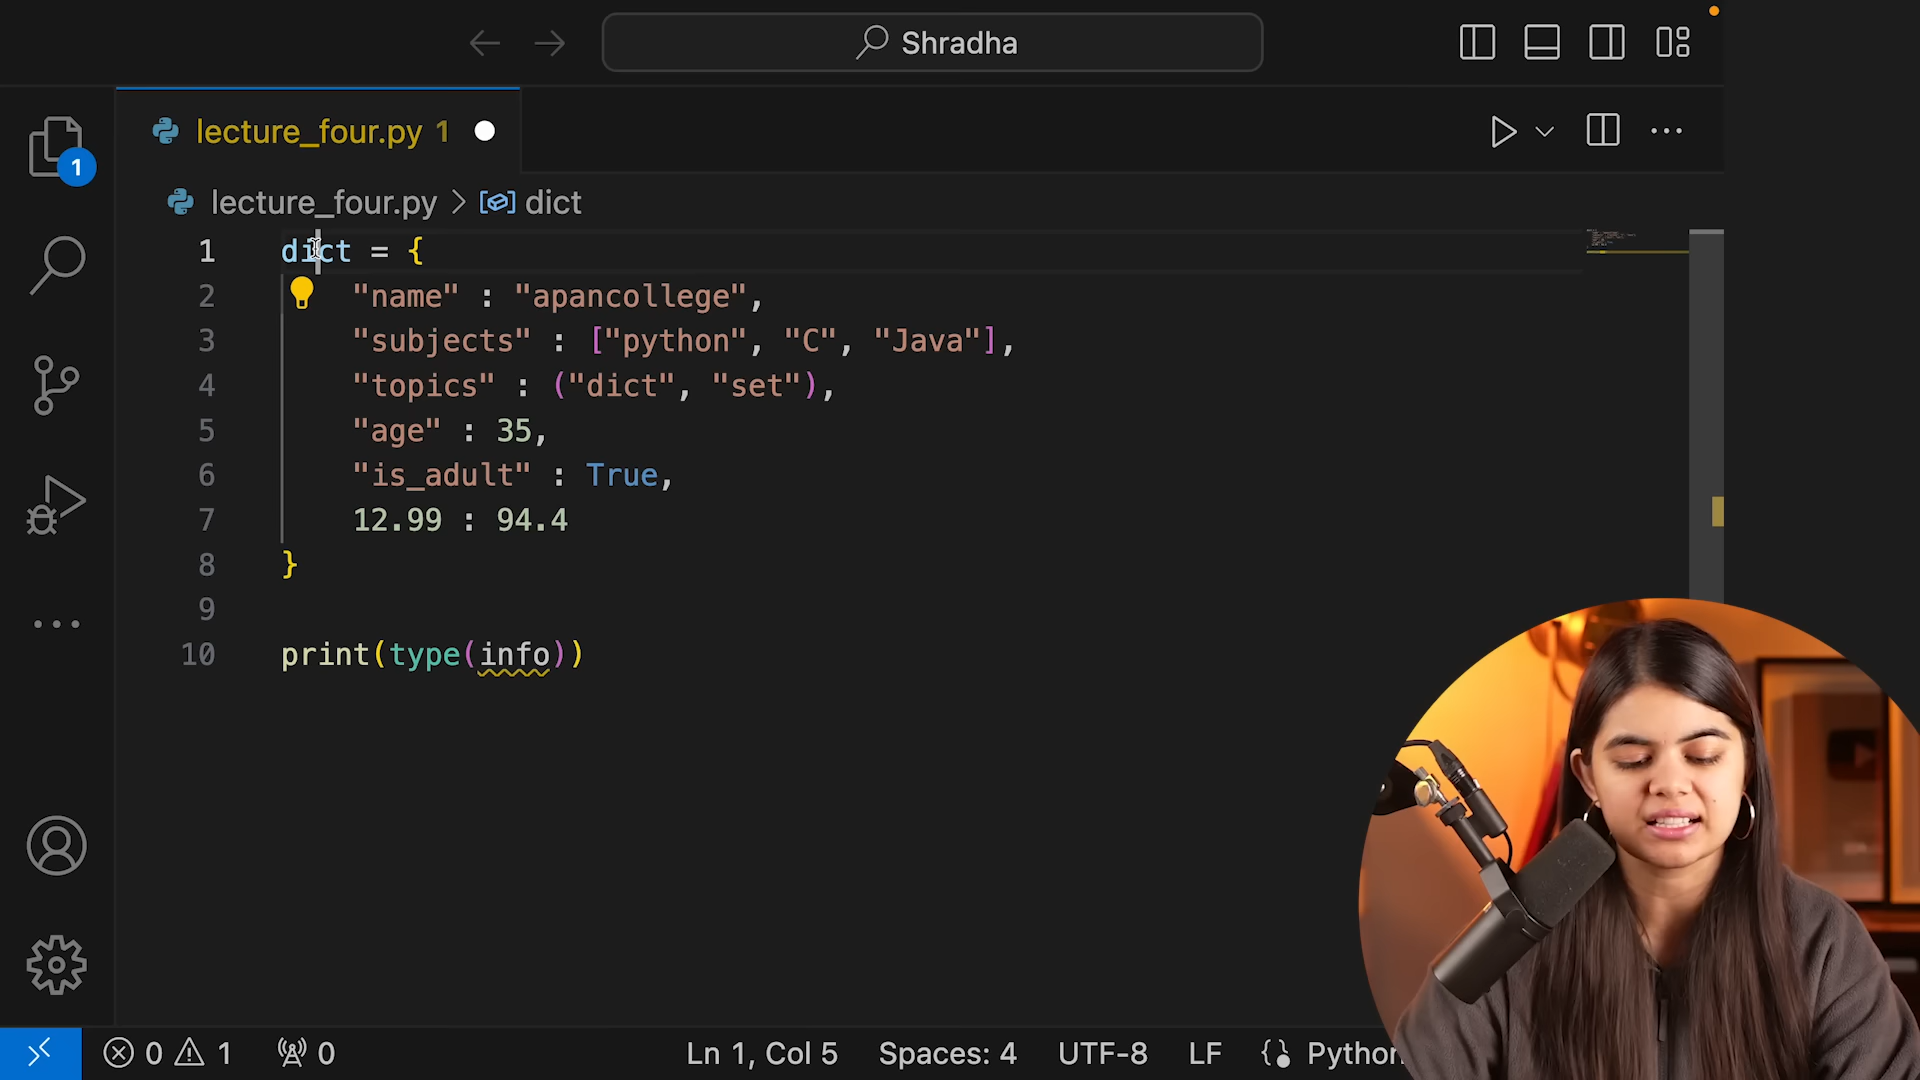 Shradha
lecture_four.py 1
1
lecture_four.py > dict
1 dict = {
2 "name" : "apancollege",
3 "subjects" : ["python", "C", "Java"],
4 "topics" : ("dict", "set"),
5 "age" : 35,
6 "is_adult" : True,
7 12.99 : 94.4
8 }
9
10 print(type(info))
0 1 0 Ln 1, Col 5 Spaces: 4 UTF-8 LF Python